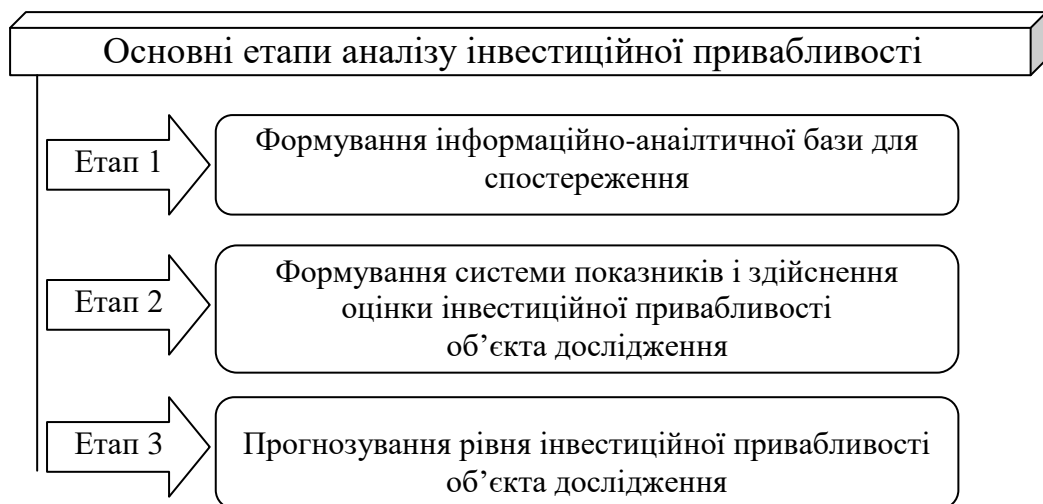 Основні етапи аналізу інвестиційної привабливості
Етап 1
Формування інформаційно-анаілтичної бази для
спостереження
Етап 2
Формування системи показників і здійснення
оцінки інвестиційної привабливості
об’єкта дослідження
Етап 3
Прогнозування рівня інвестиційної привабливості
об’єкта дослідження